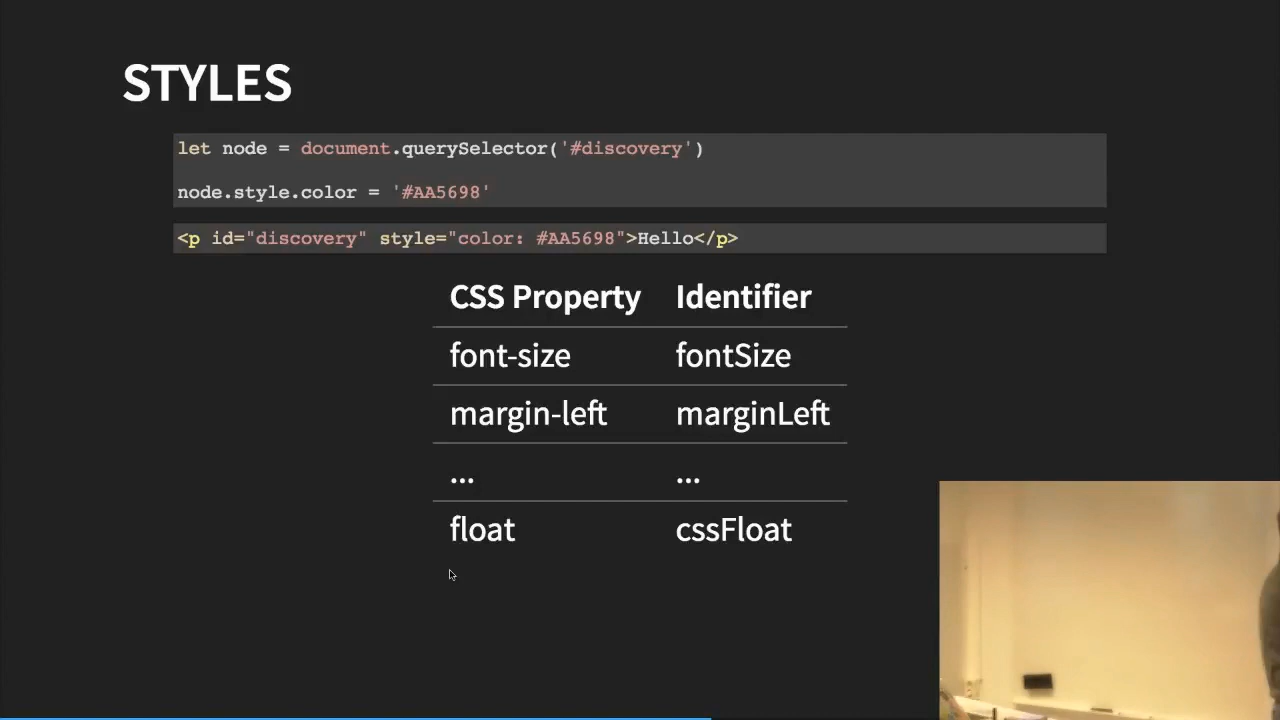 STYLES
let node = document.querySelector('#discovery')
node.style.color = '#AA5698'
<p id="discovery" style="color: #AA5698">Hello</p>
CSS Property Identifier
font-size fontSize
margin-left marginLeft
... ...
float cssFloat